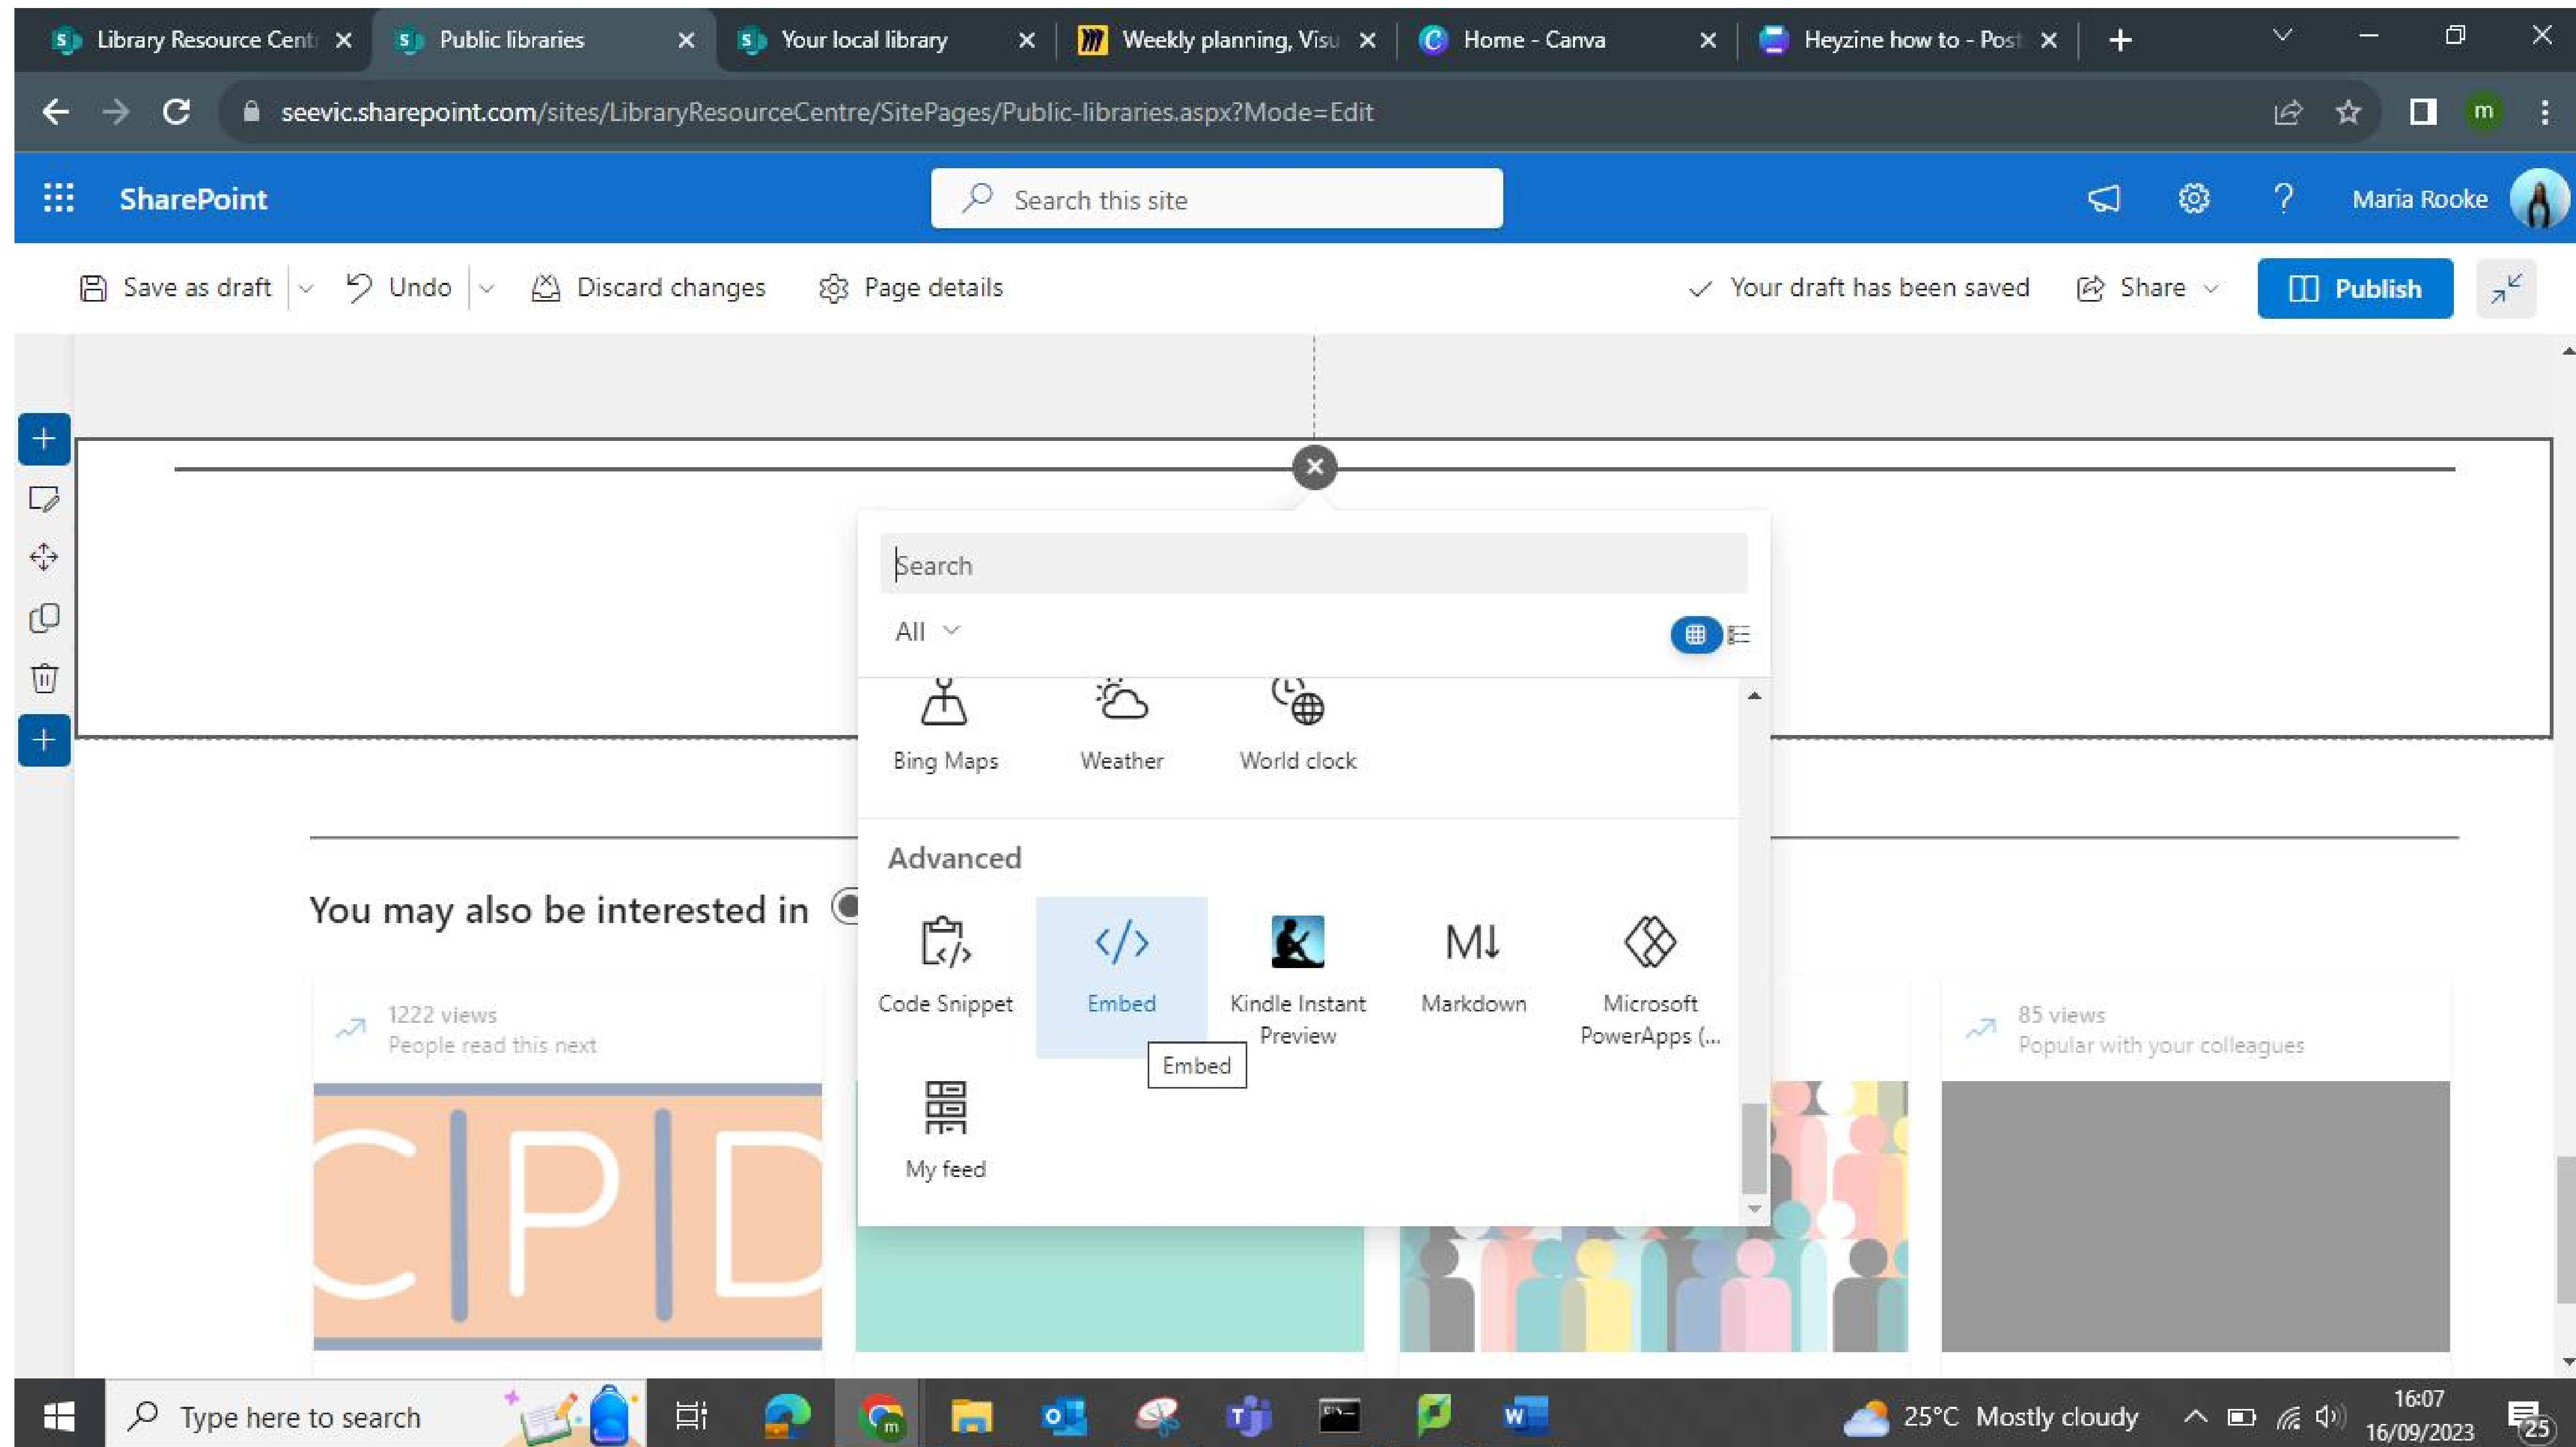 Library Resource Cent
Public libraries
Your local library
Weekly planning, Visu
Home - Canva
Heyzine how to - Post
seevic.sharepoint.com/sites/LibraryResourceCentre/SitePages/Public-libraries.aspx?Mode=Edit
m
SharePoint
Search this site
?
Maria Rooke
Save as draft
Undo
Discard changes
Page details
Your draft has been saved
Share
Publish
Search
All
Bing Maps
Weather
World clock
Advanced
You may also be interested in
Code Snippet
Embed
Kindle Instant
Preview
M↓
Markdown
Microsoft
PowerApps (...
Embed
My feed
1222 views
People read this next
85 views
Popular with your colleagues
C|P|D
Type here to search
25°C Mostly cloudy
16:07
16/09/2023
25